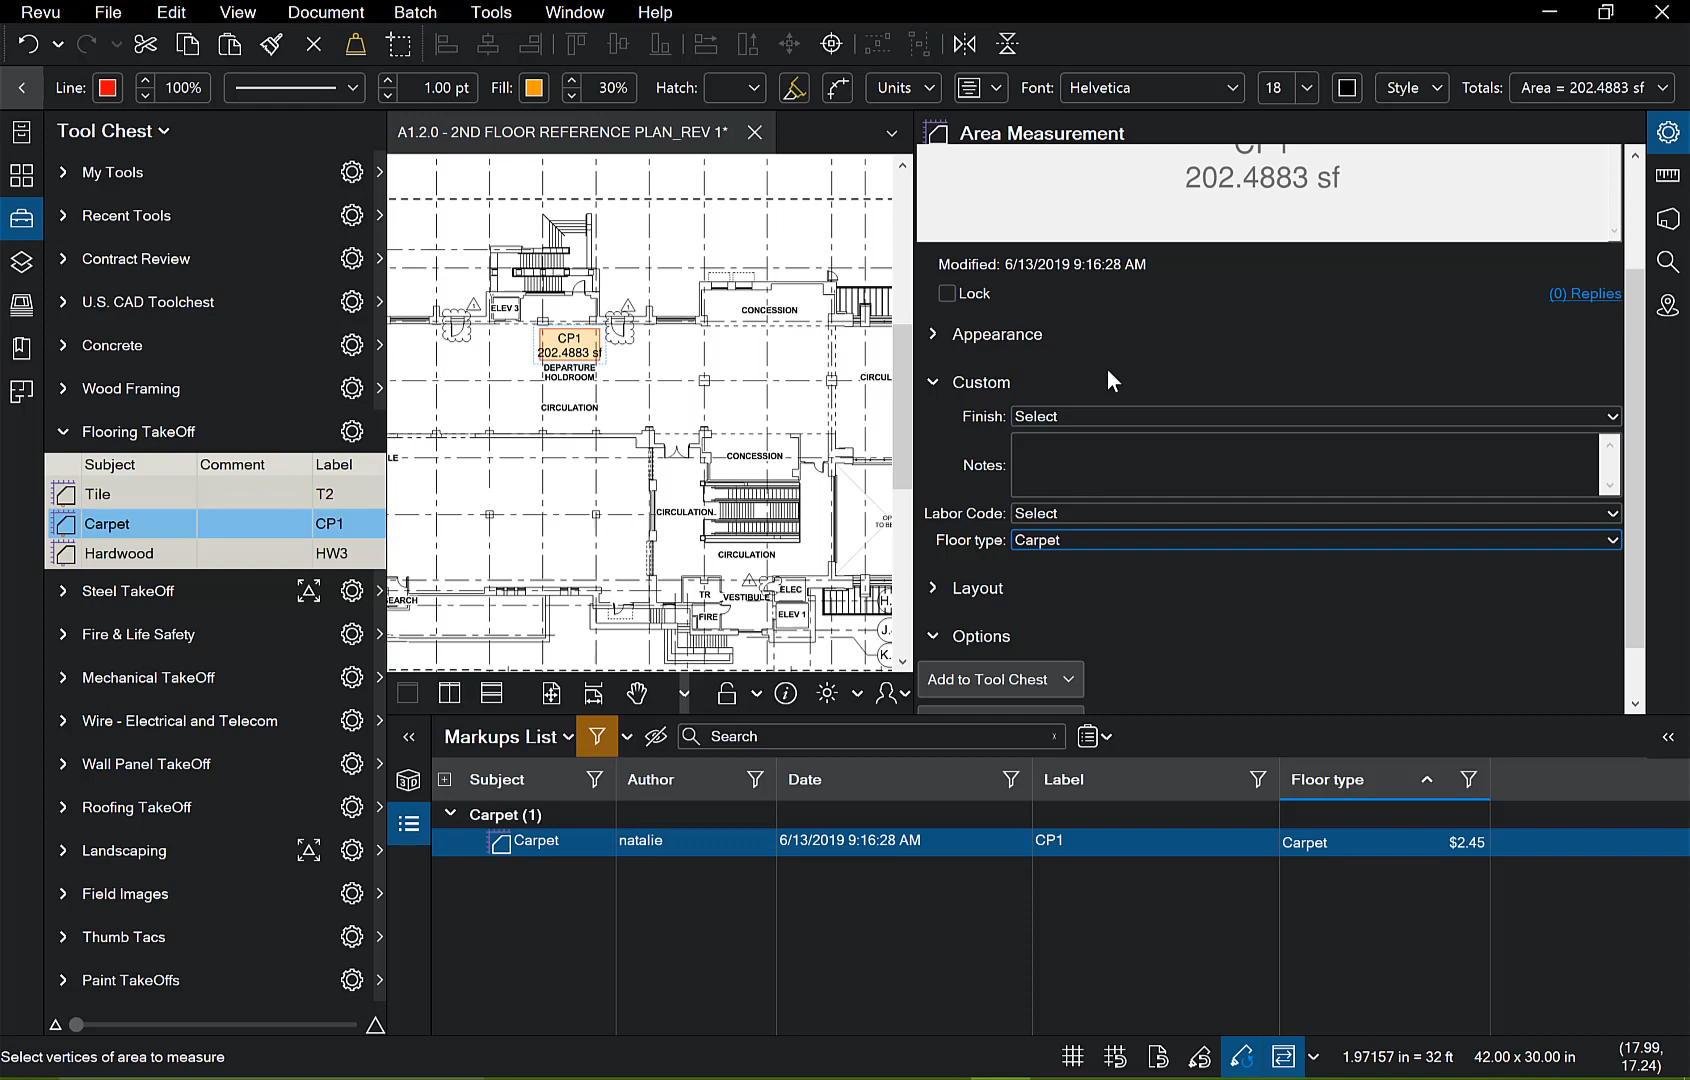 Revu File Edit View Document Batch Tools Window Help
Line: 100% 1.00 pt Fill: 30% Hatch: Units Font: Helvetica 18 Style Totals: Area = 202.4883 sf
Tool Chest
My Tools
Recent Tools
Contract Review
U.S. CAD Toolchest
Concrete
Wood Framing
Flooring TakeOff
Subject Comment Label
Tile T2
Carpet CP1
Hardwood HW3
Steel TakeOff
Fire & Life Safety
Mechanical TakeOff
Wire - Electrical and Telecom
Wall Panel TakeOff
Roofing TakeOff
Landscaping
Field Images
Thumb Tacs
Paint TakeOffs
A1.2.0 - 2ND FLOOR REFERENCE PLAN_REV 1*
ELEV 3
CONCESSION
CP1
202.4883 sf
DEPARTURE
HOLDROOM
CIRCUL
CIRCULATION
LE
CONCESSION
CIRCULATION
OP
TO BE
CIRCULATION
EARCH
TR
VESTIBULE
ELEC
FIRE
ELEV 1
H.
J.
K.
Area Measurement
CP1
202.4883 sf
Modified: 6/13/2019 9:16:28 AM
Lock
(0) Replies
Appearance
Custom
Finish: Select
Notes:
Labor Code: Select
Floor type: Carpet
Layout
Options
Add to Tool Chest
Markups List Search x
3D
Subject Author Date Label Floor type
Carpet (1)
Carpet natalie 6/13/2019 9:16:28 AM CP1 Carpet $2.45
Select vertices of area to measure
1.97157 in = 32 ft 42.00 x 30.00 in
(17.99,
17.24)